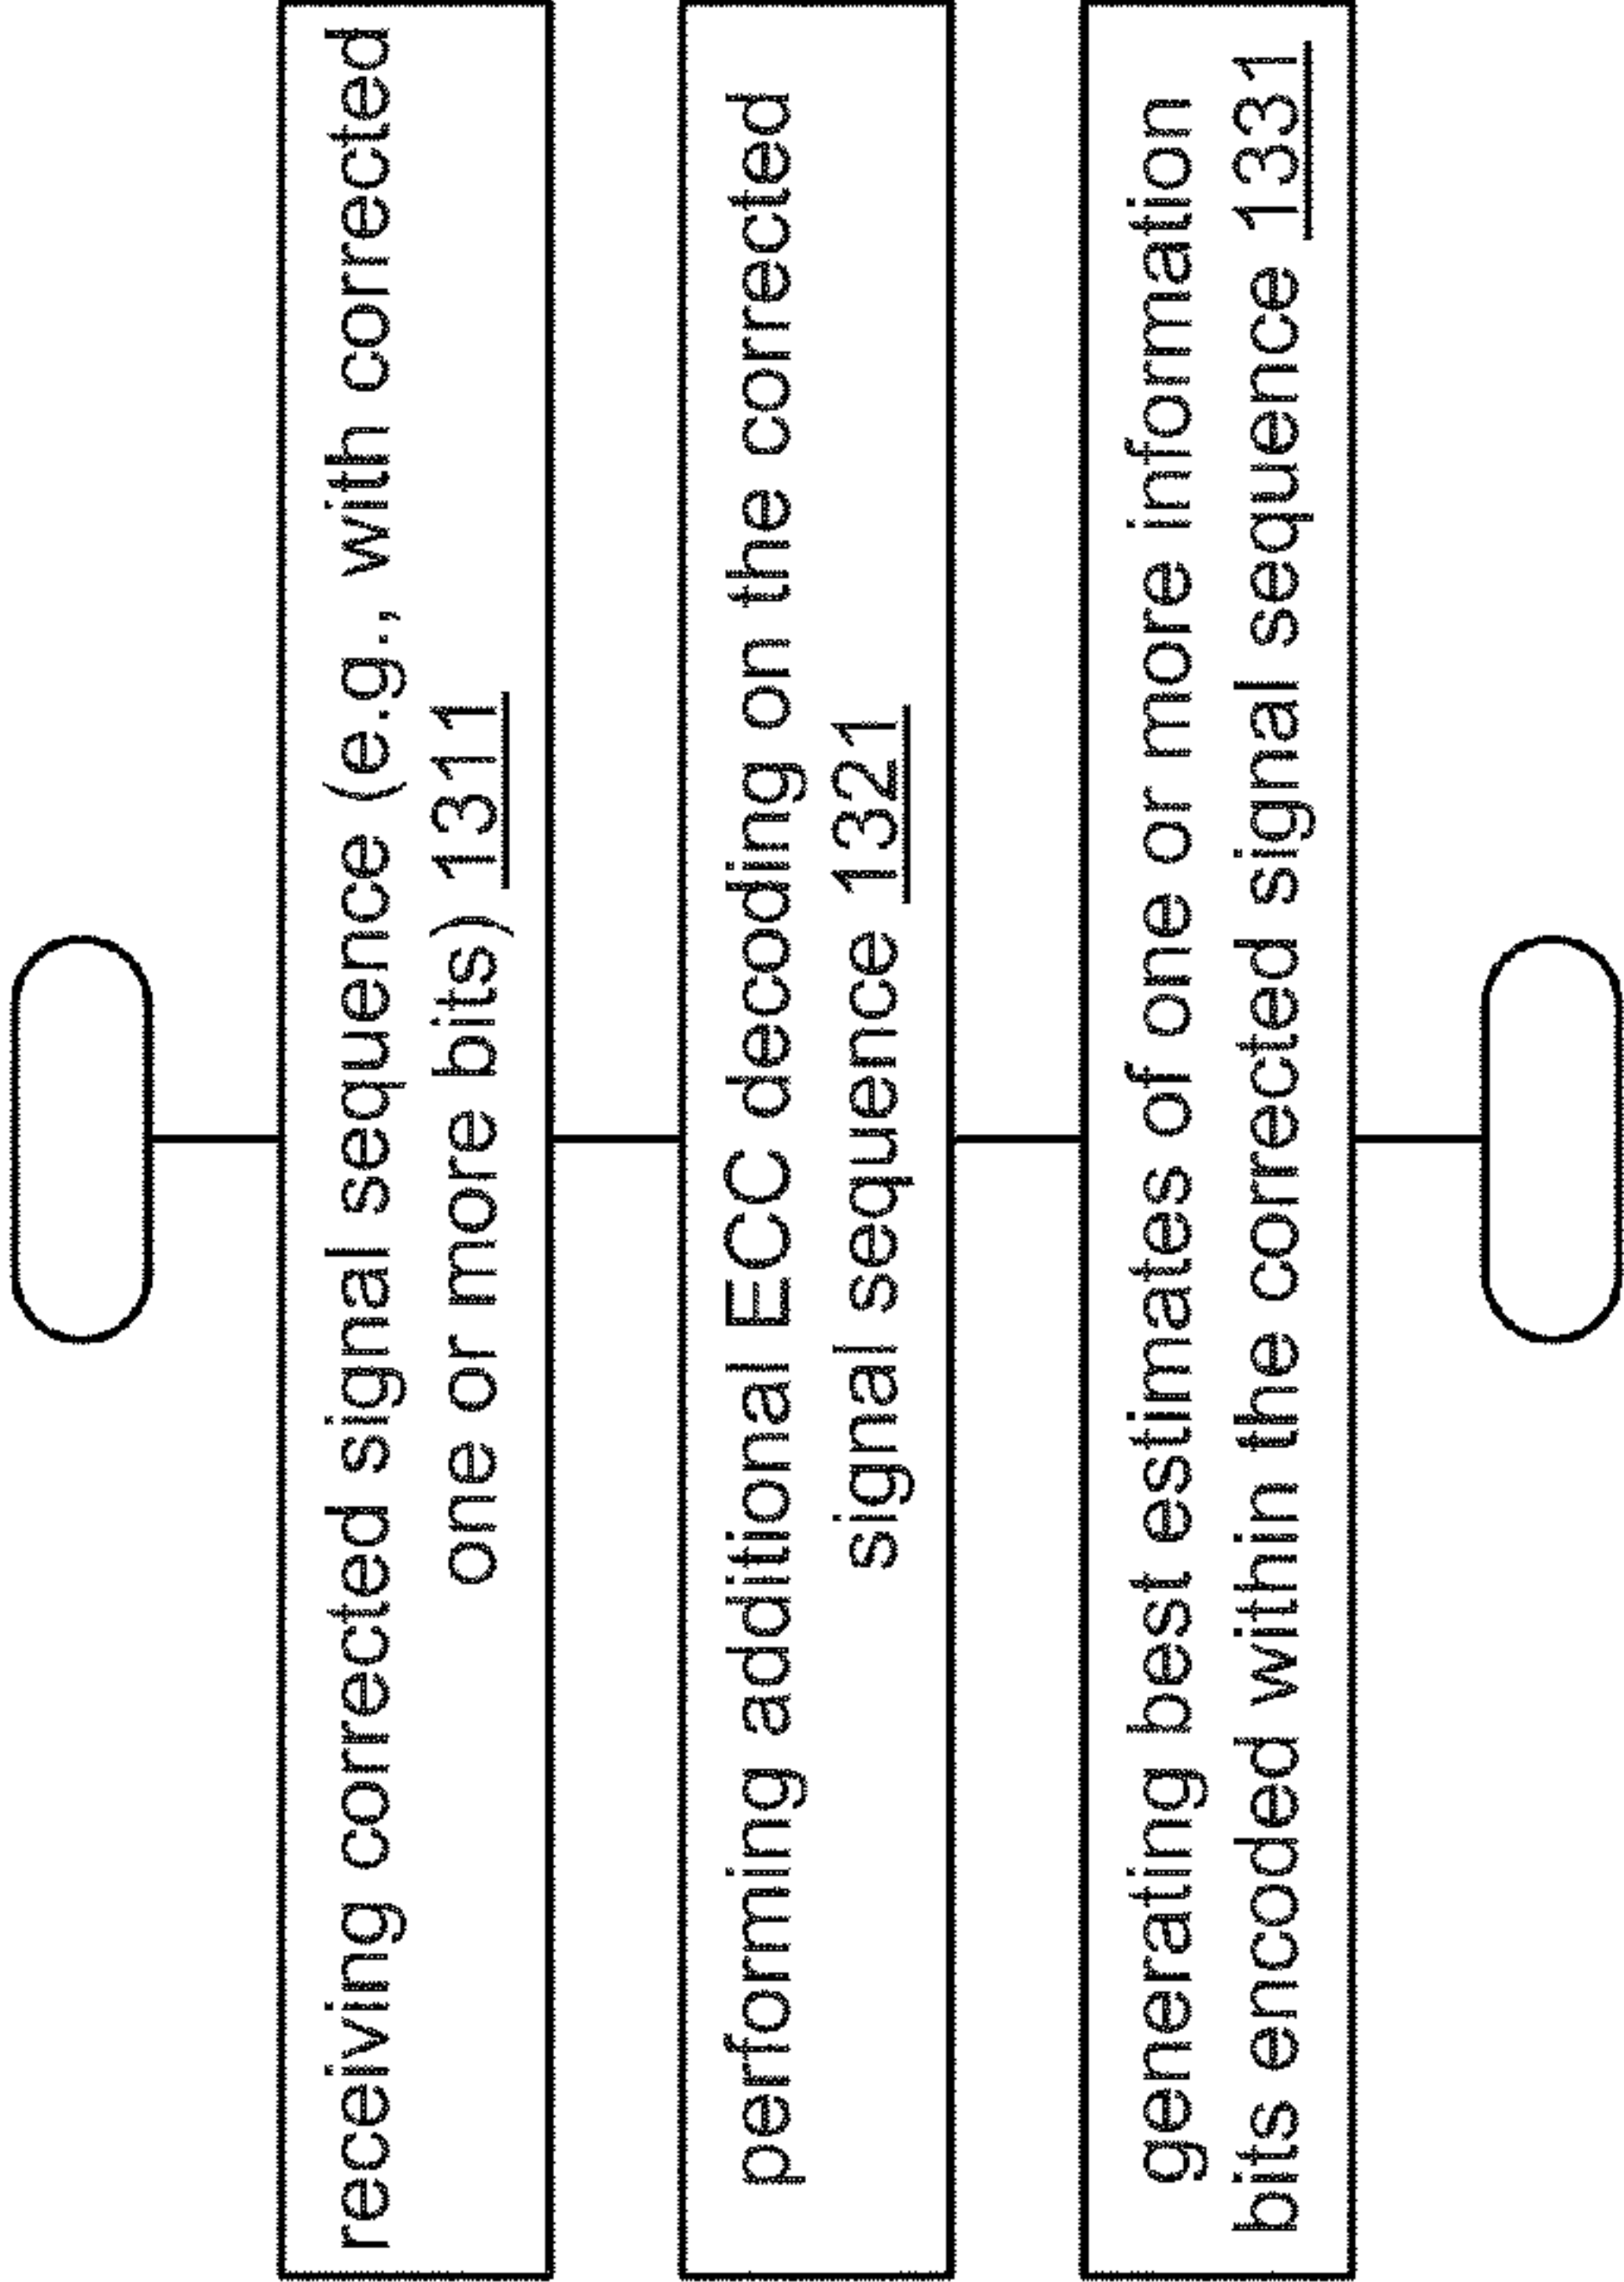 receiving corrected signal sequence (e.g., with corrected
one or more bits) 1311
performing additional ECC decoding on the corrected
signal sequence 1321
generating best estimates of one or more information
bits encoded within the corrected signal sequence 1331